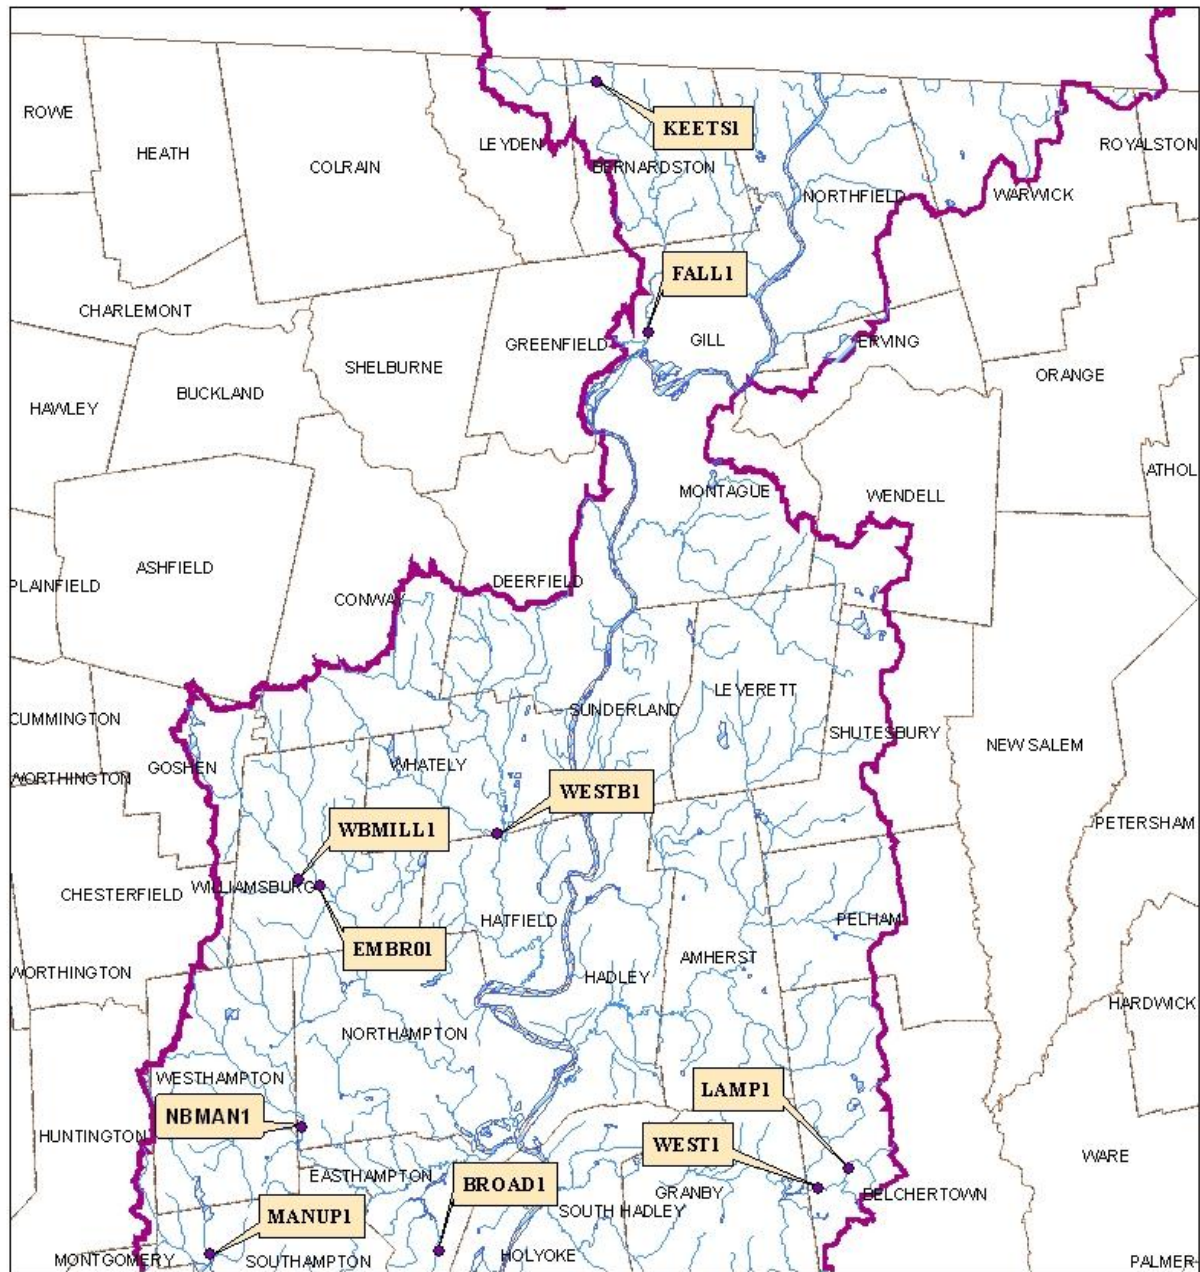 KEETS1
ROWE
HEATH
COLRAIN
LEYDEN
BERNARDSTON
NORTHFIELD
WARWICK
ROYALSTON
FALL1
CHARLEMONT
GREENFIELD
GILL
ERVING
SHELBURNE
ORANGE
BUCKLAND
HAWLEY
ATHOL
MONTAGUE
WENDELL
ASHFIELD
PLAINFIELD
CONWAY
DEERFIELD
LEVERETT
SUNDERLAND
CUMMINGTON
SHUTESBURY
NEW SALEM
GOSHEN
WHATELY
WORTHINGTON
WESTB1
WBMILL1
PETERSHAM
CHESTERFIELD
WILLIAMSBURG
HATFIELD
PELHAM
EMBR01
AMHERST
WORTHINGTON
HADLEY
HARDWICK
NORTHAMPTON
WESTHAMPTON
LAMP1
NBMAN1
HUNTINGTON
WEST1
WARE
EASTHAMPTON
BROAD1
GRANBY
BELCHERTOWN
SOUTH HADLEY
MANUP1
MONTGOMERY
SOUTHAMPTON
HOLYOKE
PALMER